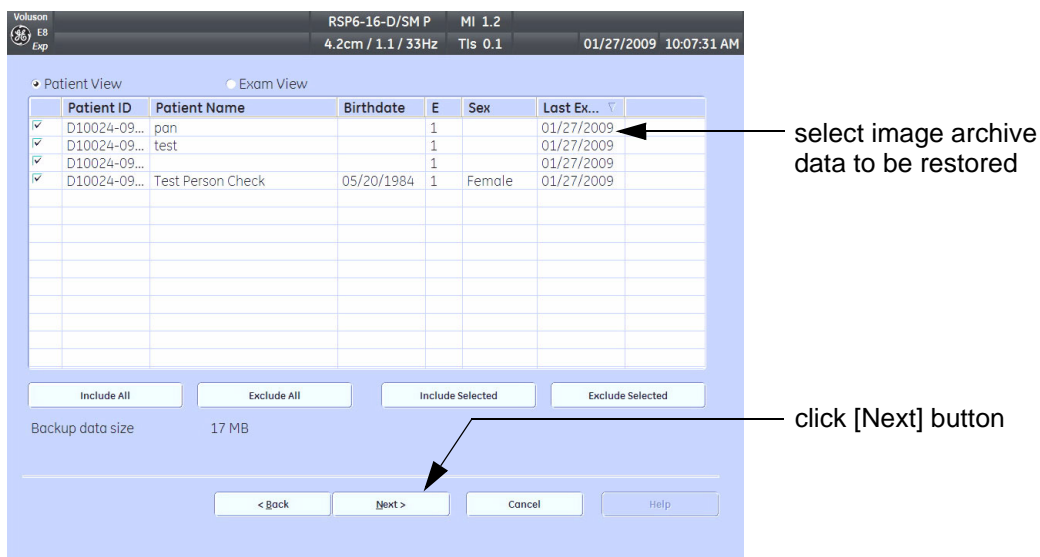 Voluson E8 Exp
RSP6-16-D/SM P MI 1.2
4.2cm / 1.1 / 33Hz TIs 0.1 01/27/2009 10:07:31 AM
Patient View Exam View
Patient ID Patient Name Birthdate E Sex Last Ex...
D10024-09... pan 1 01/27/2009
D10024-09... test 1 01/27/2009
D10024-09... 1 01/27/2009
D10024-09... Test Person Check 05/20/1984 1 Female 01/27/2009
select image archive
data to be restored
Include All Exclude All Include Selected Exclude Selected
Backup data size 17 MB
click [Next] button
< Back Next > Cancel Help